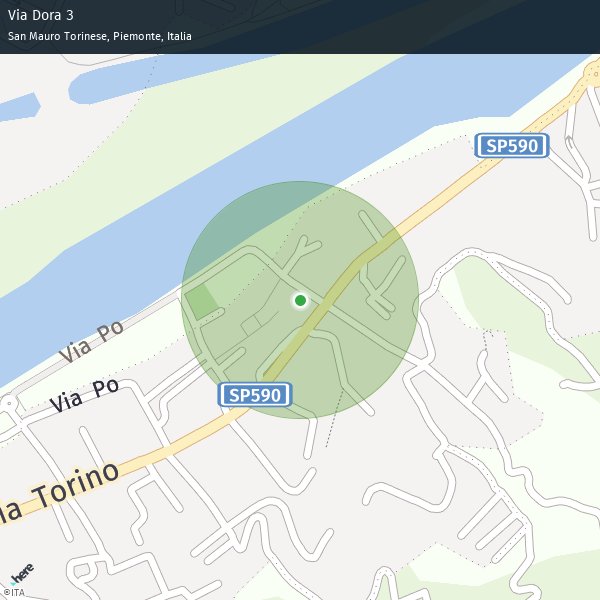 Via Dora 3
San Mauro Torinese, Piemonte, Italia
SP590
Via Po
Via Po
SP590
ia Torino
here
©ITA